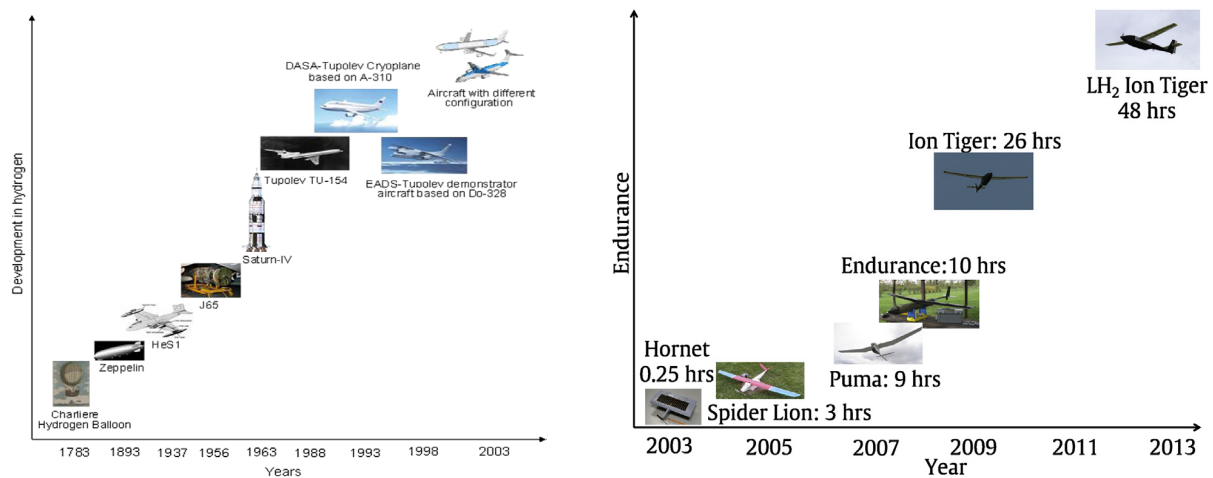 Development in hydrogen
DASA-Tupolev Cryoplane
based on A-310
Aircraft with different
configuration
Tupolev TU-154
EADS-Tupolev demonstrator
aircraft based on Do-328
Saturn-IV
J65
HeS1
Zeppelin
Charliere
Hydrogen Balloon
1783 1893 1937 1956 1963 1988 1993 1998 2003
Years
Endurance
LH2 Ion Tiger
48 hrs
Ion Tiger: 26 hrs
Endurance:10 hrs
Hornet
0.25 hrs
Puma: 9 hrs
Spider Lion: 3 hrs
2003 2005 2007 2009 2011 2013
Year